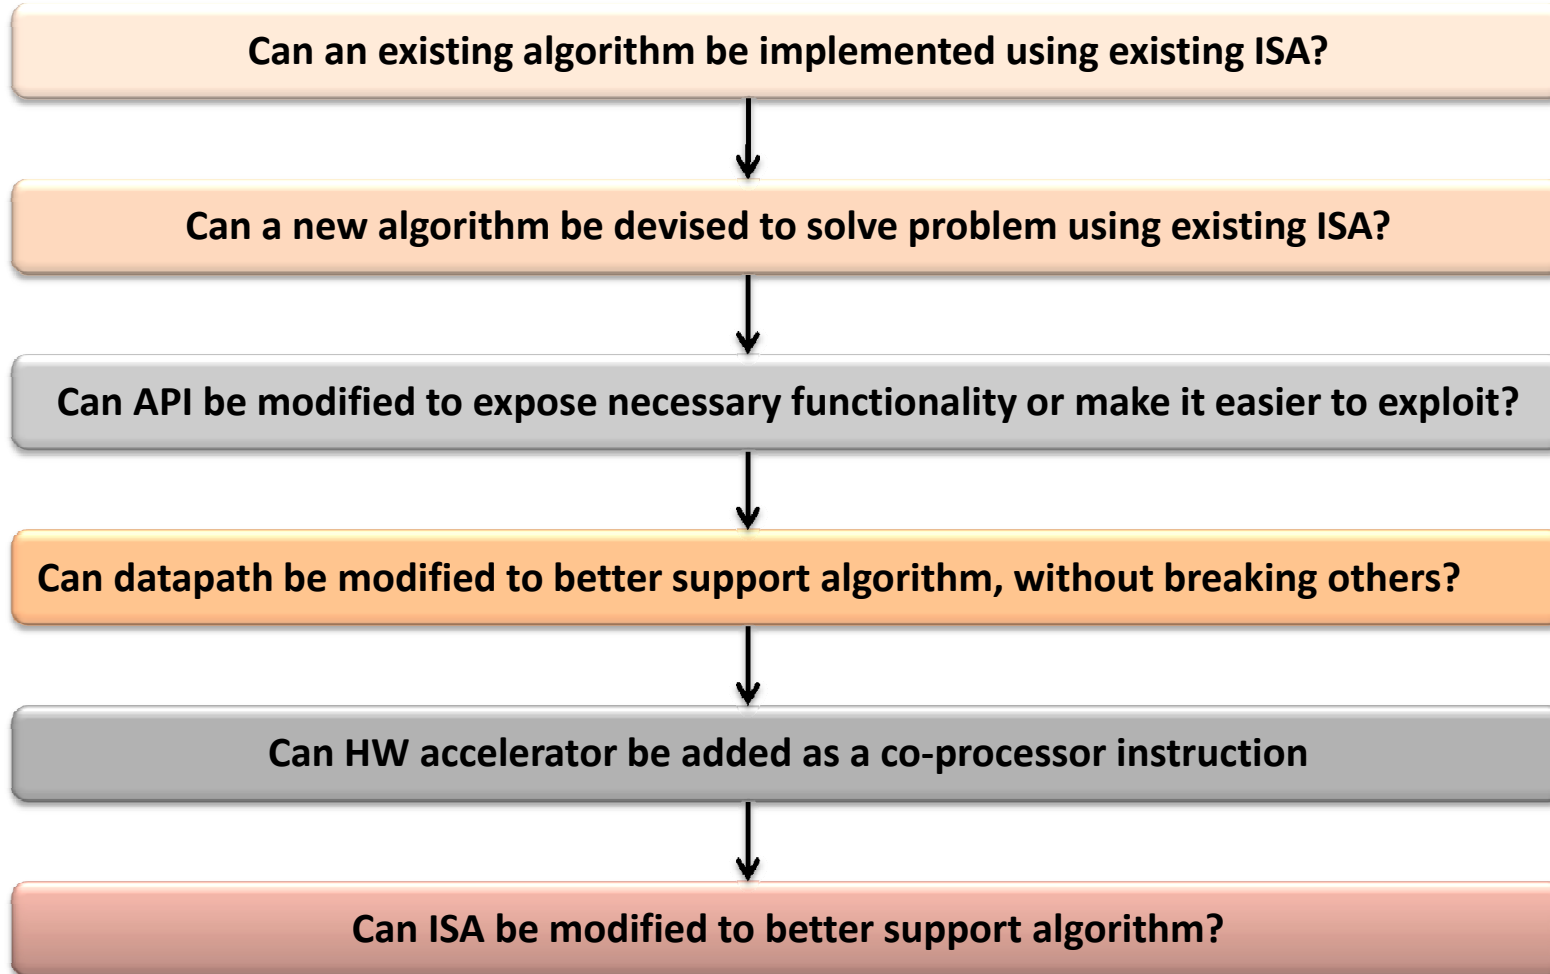 Can an existing algorithm be implemented using existing ISA?
Can a new algorithm be devised to solve problem using existing ISA?
Can API be modified to expose necessary functionality or make it easier to exploit?
Can datapath be modified to better support algorithm, without breaking others?
Can HW accelerator be added as a co-processor instruction
Can ISA be modified to better support algorithm?